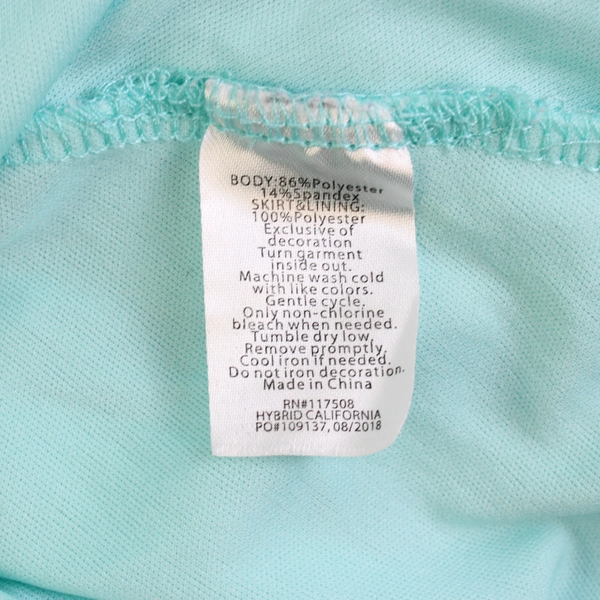 BODY:86%Polyester
14%Spandex
SKIRT&LINING:
100%Polyester
Exclusive of
decoration
Turn garment
inside out.
Machine wash cold
with like colors.
Gentle cycle.
Only non-chlorine
bleach when needed.
Tumble dry low,
Remove promptly.
Cool iron if needed.
Do not iron decoration.
Made in China
RN#117508
HYBRID CALIFORNIA
PO#109137, 08/2018